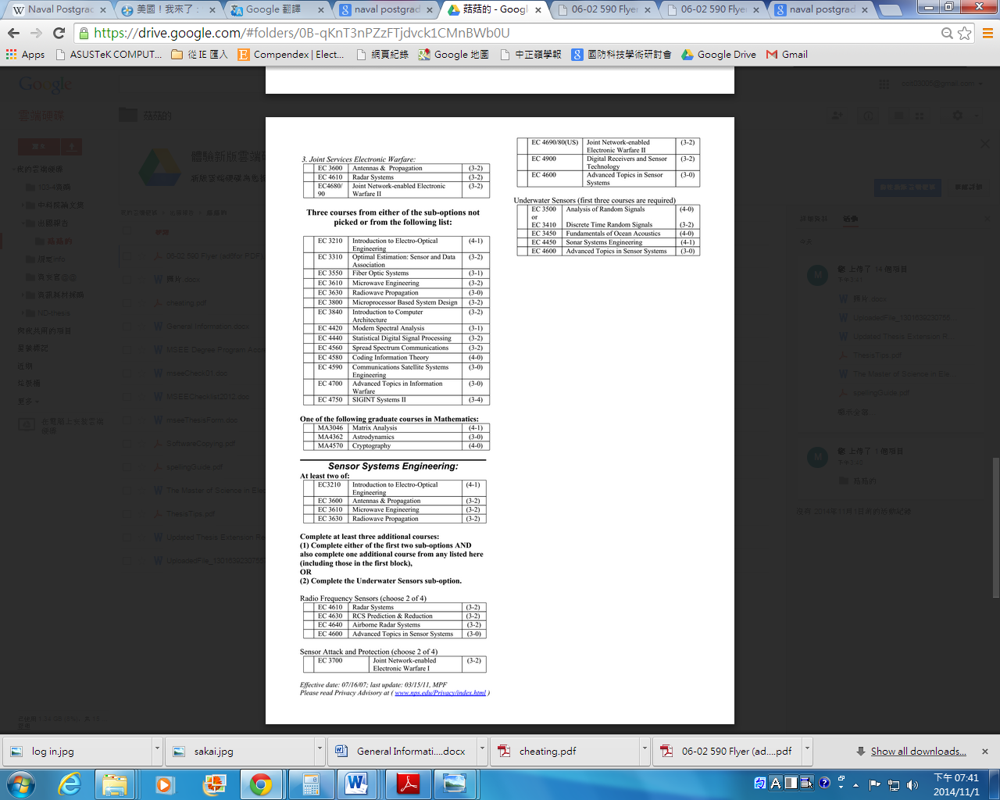 Naval Postgradu
美國！我來了：
Google 翻譯
naval postgrad
菇菇的 - Googl
06-02 590 Flyer
06-02 590 Flyer
naval postgrad
https://drive.google.com/#folders/0B-qKnT3nPZzFTjdvck1CMnBWb0U
Apps
ASUSTeK COMPUT...
從 IE 匯入
Compendex | Elect...
網頁紀錄
Google 地圖
中正嶺學報
國防科技學術研討會
Google Drive
Gmail
Google
雲端硬碟
菇菇的
3. Joint Services Electronic Warfare:
EC 3600 Antennas & Propagation (3-2)
EC 4610 Radar Systems (3-2)
EC4680/ Joint Network-enabled Electronic (3-2)
90 Warfare II
Three courses from either of the sub-options not
picked or from the following list:
EC 3210 Introduction to Electro-Optical (4-1)
Engineering
EC 3310 Optimal Estimation: Sensor and Data (3-2)
Association
EC 3550 Fiber Optic Systems (3-1)
EC 3610 Microwave Engineering (3-2)
EC 3630 Radiowave Propagation (3-0)
EC 3800 Microprocessor Based System Design (3-2)
EC 3840 Introduction to Computer (3-2)
Architecture
EC 4420 Modern Spectral Analysis (3-1)
EC 4440 Statistical Digital Signal Processing (3-2)
EC 4560 Spread Spectrum Communications (3-2)
EC 4580 Coding Information Theory (4-0)
EC 4590 Communications Satellite Systems (3-0)
Engineering
EC 4700 Advanced Topics in Information (3-0)
Warfare
EC 4750 SIGINT Systems II (3-4)
One of the following graduate courses in Mathematics:
MA3046 Matrix Analysis (4-1)
MA4362 Astrodynamics (3-0)
MA4570 Cryptography (4-0)
Sensor Systems Engineering:
At least two of:
EC3210 Introduction to Electro-Optical (4-1)
Engineering
EC 3600 Antennas & Propagation (3-2)
EC 3610 Microwave Engineering (3-2)
EC 3630 Radiowave Propagation (3-2)
Complete at least three additional courses:
(1) Complete either of the first two sub-options AND
also complete one additional course from any listed here
(including those in the first block),
OR
(2) Complete the Underwater Sensors sub-option.
Radio Frequency Sensors (choose 2 of 4)
EC 4610 Radar Systems (3-2)
EC 4630 RCS Prediction & Reduction (3-2)
EC 4640 Airborne Radar Systems (3-2)
EC 4600 Advanced Topics in Sensor Systems (3-0)
Sensor Attack and Protection (choose 2 of 4)
EC 3700 Joint Network-enabled (3-2)
Electronic Warfare I
Effective date: 07/16/07; last update: 03/15/11, MPF
Please read Privacy Advisory at ( www.nps.edu/Privacy/index.html )
EC 4690/80(US) Joint Network-enabled (3-2)
Electronic Warfare II
EC 4900 Digital Receivers and Sensor (3-2)
Technology
EC 4600 Advanced Topics in Sensor (3-0)
Systems
Underwater Sensors (first three courses are required)
EC 3500 Analysis of Random Signals (4-0)
or
EC 3410 Discrete Time Random Signals (3-2)
EC 3450 Fundamentals of Ocean Acoustics (4-0)
EC 4450 Sonar Systems Engineering (4-1)
EC 4600 Advanced Topics in Sensor Systems (3-0)
照片.docx
cheating.pdf
General Information.docx
MSEE Degree Program
mseeCheck01.doc
MSEEChecklist2012.doc
mseeThesisForm.doc
SoftwareCopying.pdf
spellingGuide.pdf
The Master of Science in Ele
ThesisTips.pdf
Updated Thesis Extension Re
上傳了 14 個項目
照片.docx
Updated Thesis Extension R...
ThesisTips.pdf
The Master of Science in Ele...
spellingGuide.pdf
上傳了 1 個項目
菇菇的
log in.jpg
sakai.jpg
General Informati....docx
cheating.pdf
06-02 590 Flyer (ad....pdf
Show all downloads...
下午 07:41
2014/11/1